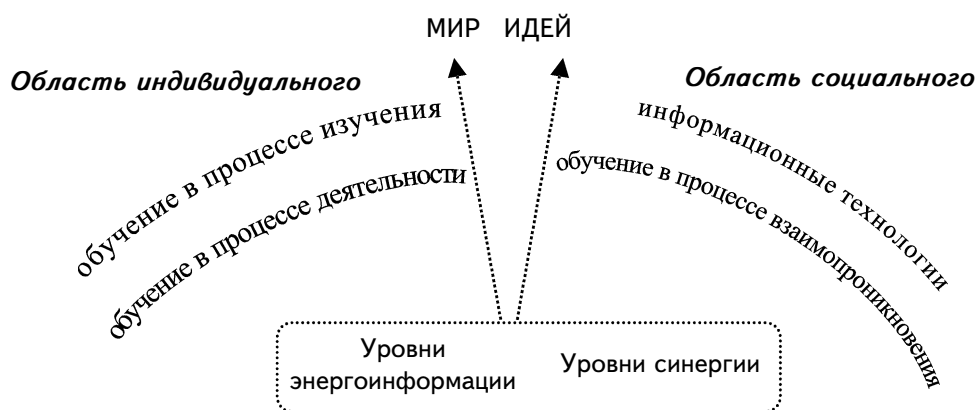 МИР ИДЕЙ
Область индивидуального
Область социального
обучение в процессе изучения
обучение в процессе деятельности
информационные технологии
обучение в процессе взаимопроникновения
Уровни
энергоинформации
Уровни синергии